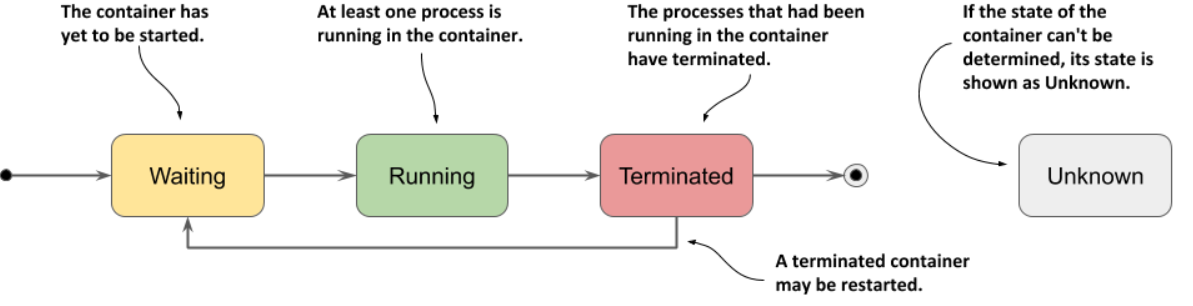 The container has
yet to be started.
At least one process is
running in the container.
The processes that had been
running in the container
have terminated.
If the state of the
container can't be
determined, its state is
shown as Unknown.
Waiting
Running
Terminated
Unknown
A terminated container
may be restarted.